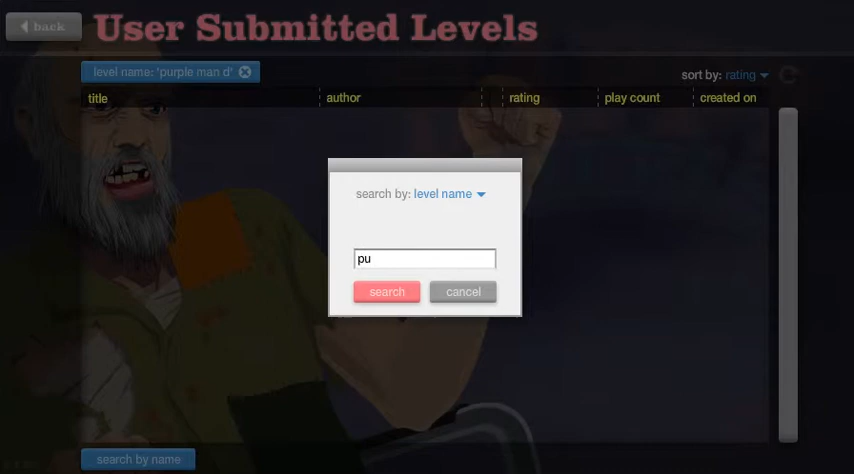 back
User Submitted Levels
level name: 'purple man d'
sort by: rating
title author rating play count created on
search by: level name
pu
search cancel
search by name